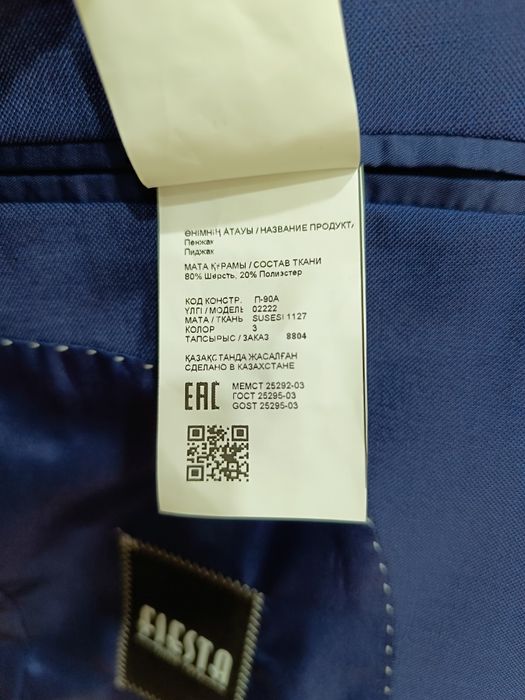 ӨНІМНІҢ АТАУЫ / НАЗВАНИЕ ПРОДУКТА
Пенжак
Пиджак
МАТА ҚҰРАМЫ / СОСТАВ ТКАНИ
80% Шерсть, 20% Полиэстер
КОД КОНСТР. П-90А
ҮЛГІ / МОДЕЛЬ 02222
МАТА / ТКАНЬ SUSESI 1127
КОЛОР 3
ТАПСЫРЫС / ЗАКАЗ 8804
ҚАЗАҚСТАНДА ЖАСАЛҒАН
СДЕЛАНО В КАЗАХСТАНЕ
EAC
МЕМСТ 25292-03
ГОСТ 25295-03
GOST 25295-03
FIESTA